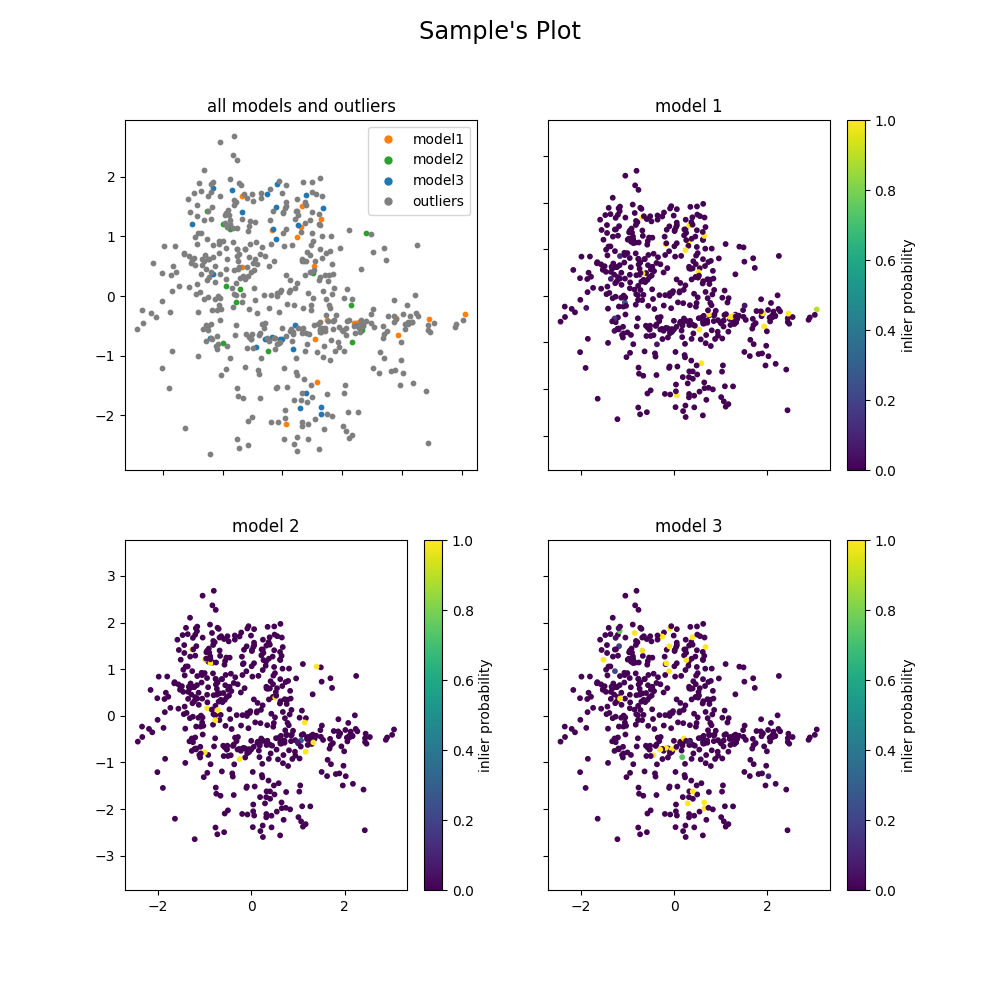 Sample's Plot
all models and outliers
model1
model2
model3
outliers
2
1
0
−1
−2
model 1
1.0
0.8
0.6
0.4
0.2
0.0
inlier probability
model 2
3
2
1
0
−1
−2
−3
−2 0 2
1.0
0.8
0.6
0.4
0.2
0.0
inlier probability
model 3
−2 0 2
1.0
0.8
0.6
0.4
0.2
0.0
inlier probability